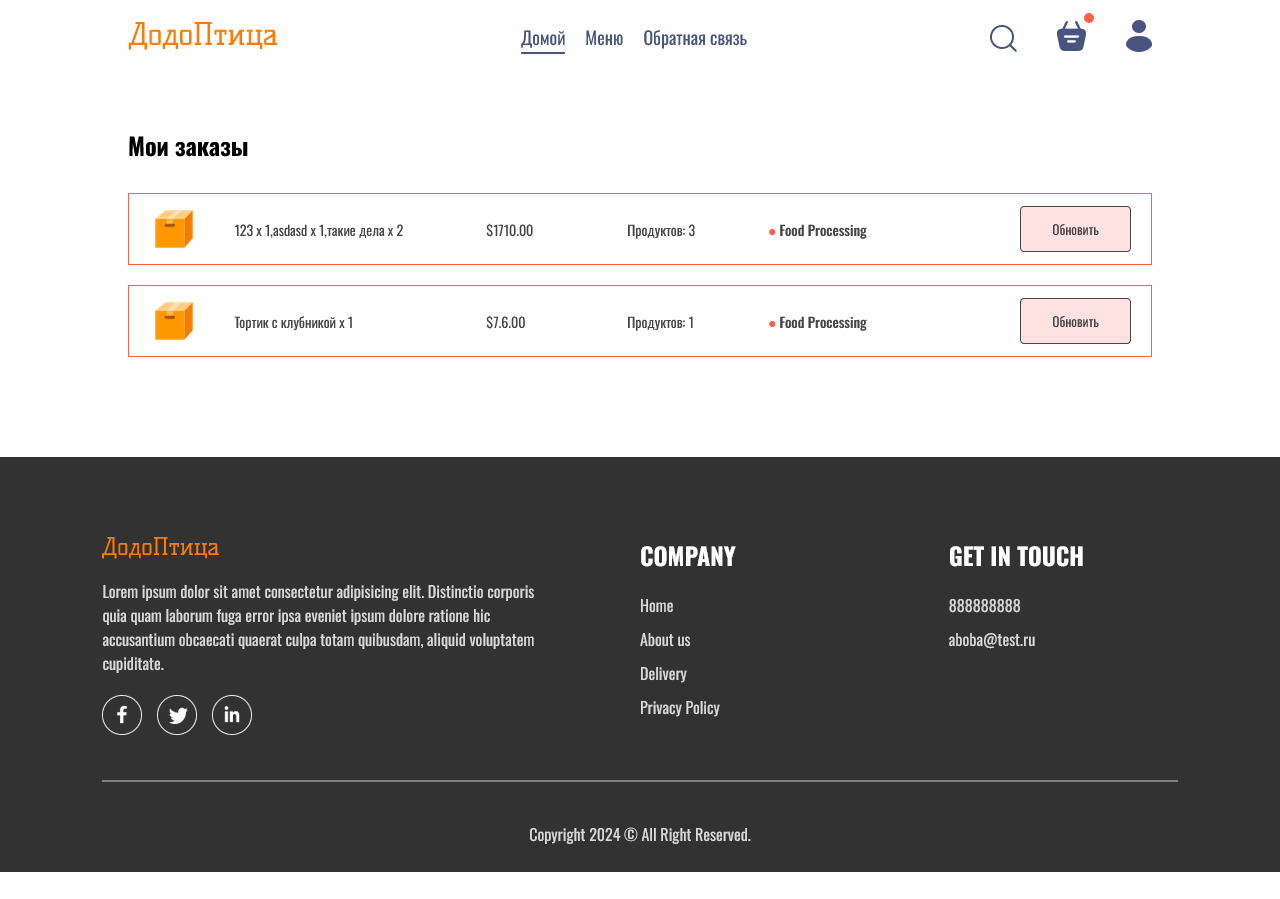 ДодоПтица
Домой Меню Обратная связь
Мои заказы
123 x 1,asdasd x 1,такие дела x 2 $1710.00 Продуктов: 3 ● Food Processing Обновить
Тортик с клубникой x 1 $7.6.00 Продуктов: 1 ● Food Processing Обновить
ДодоПтица
Lorem ipsum dolor sit amet consectetur adipisicing elit. Distinctio corporis
quia quam laborum fuga error ipsa eveniet ipsum dolore ratione hic
accusantium obcaecati quaerat culpa totam quibusdam, aliquid voluptatem
cupiditate.
COMPANY
Home
About us
Delivery
Privacy Policy
GET IN TOUCH
888888888
aboba@test.ru
Copyright 2024 © All Right Reserved.